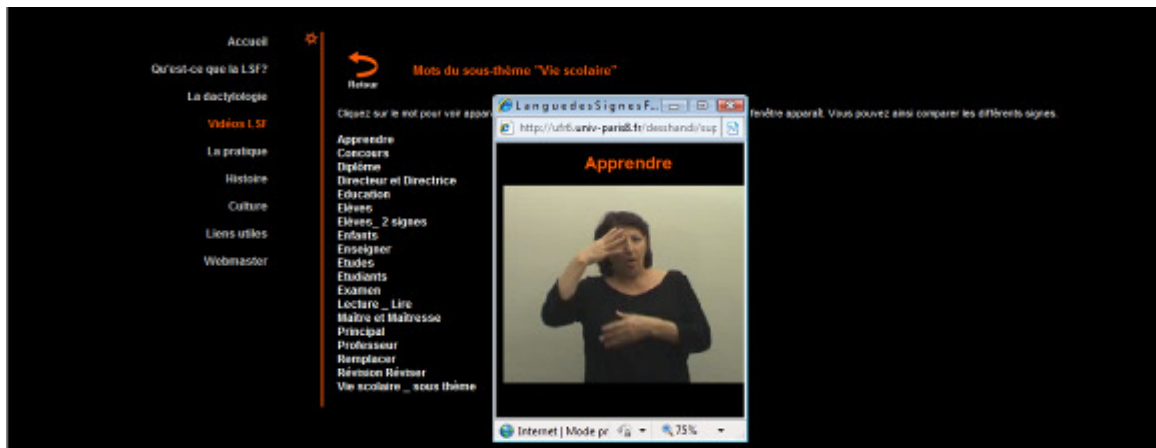 Accueil
Qu'est-ce que la LSF?
La dactylologie
Vidéos LSF
La pratique
Histoire
Culture
Liens utiles
Webmaster
Retour
Mots du sous-thème "Vie scolaire"
Cliquez sur le mot pour voir appar
fenêtre apparaît. Vous pouvez ainsi comparer les différents signes.
Apprendre
Concours
Diplôme
Directeur et Directrice
Education
Elèves
Elèves_ 2 signes
Enfants
Enseigner
Etudes
Etudiants
Examen
Lecture _ Lire
Maître et Maîtresse
Principal
Professeur
Remplacer
Révision Réviser
Vie scolaire _ sous thème
LanguedesSignesF...
http://ufr6.univ-paris8.fr/desshandi/sup
Apprendre
Internet | Mode pr
75%